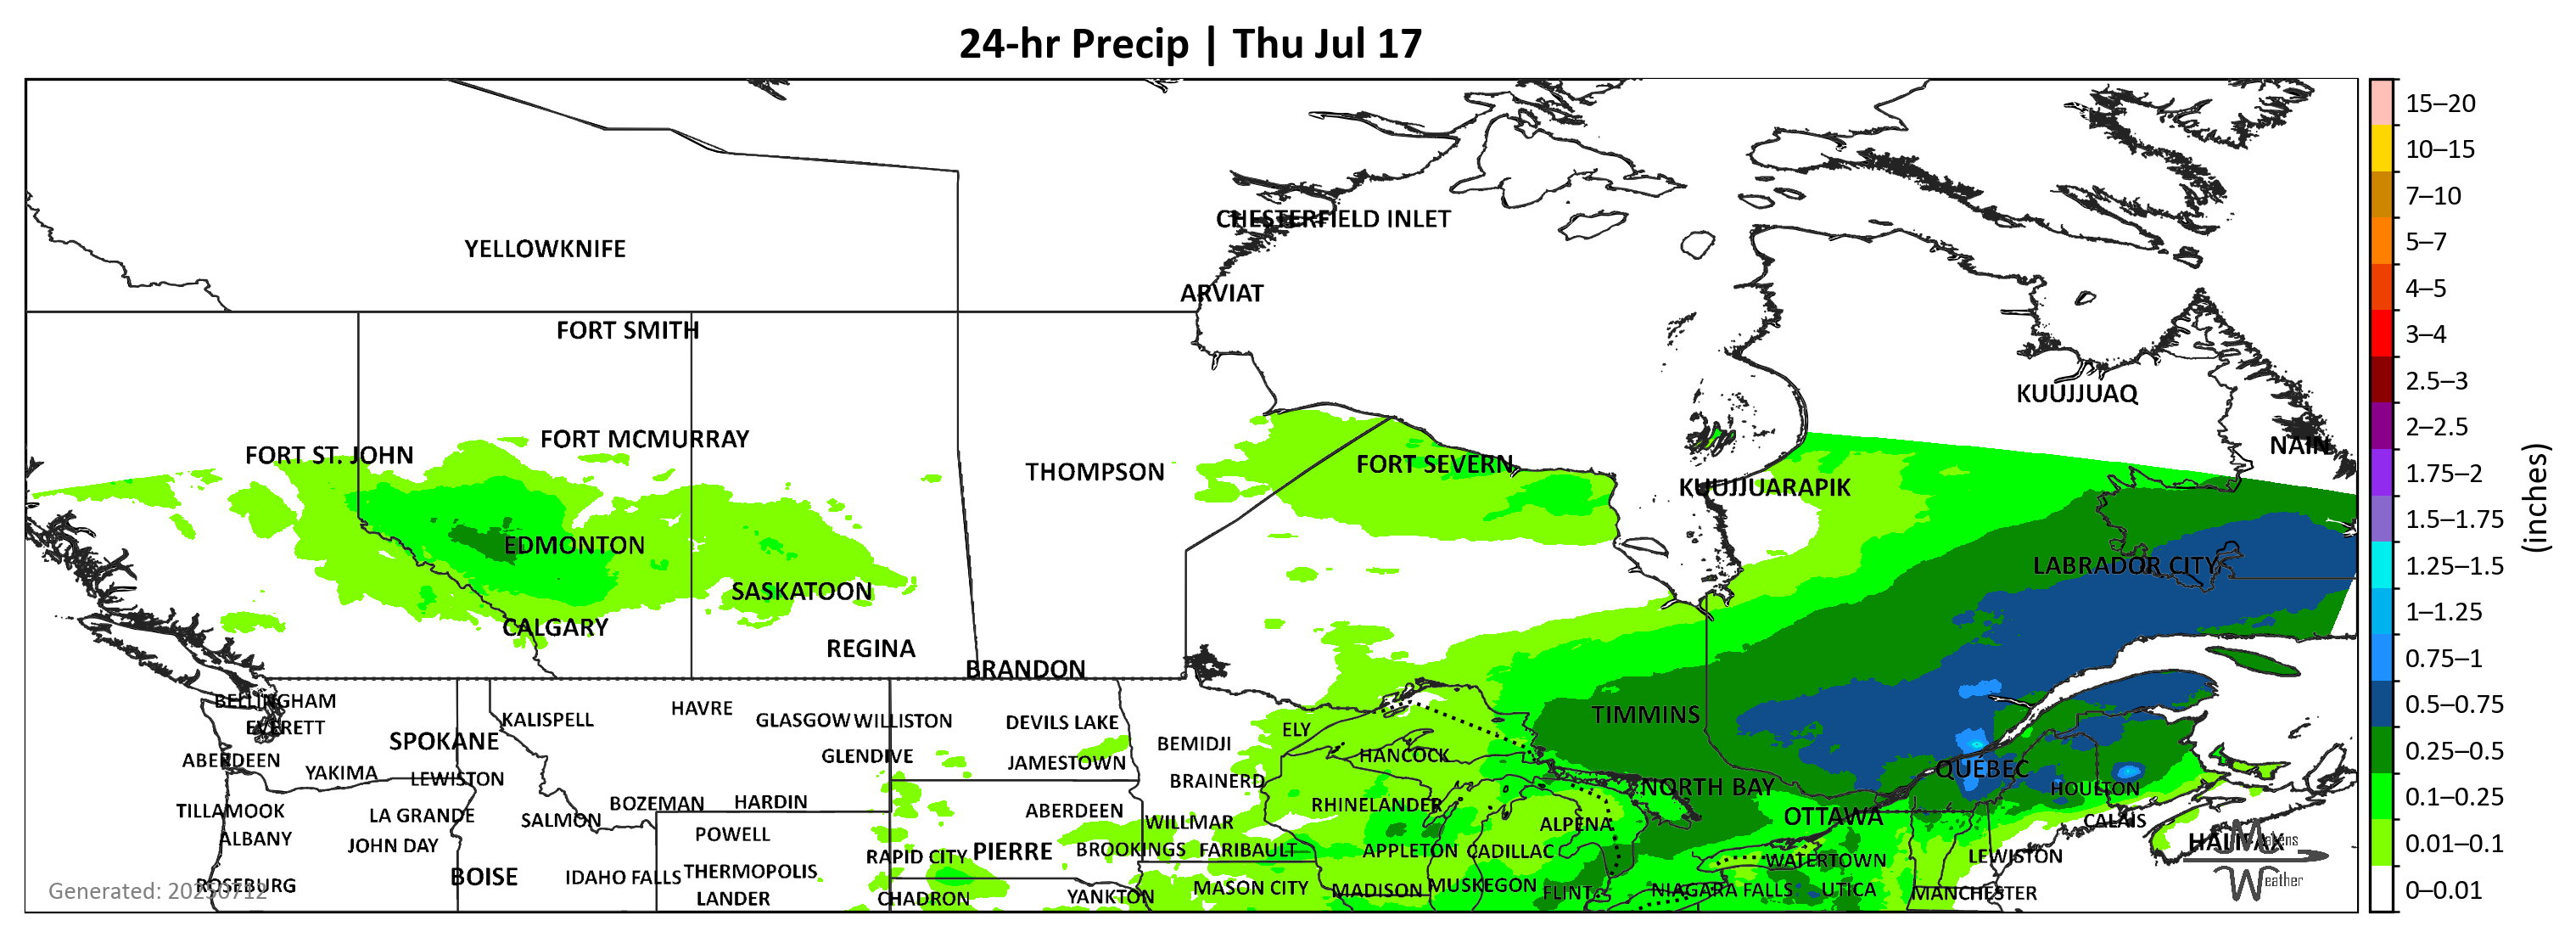 24-hr Precip | Thu Jul 17
15–20
10–15
7–10
5–7
4–5
3–4
2.5–3
2–2.5
1.75–2
1.5–1.75
1.25–1.5
1–1.25
0.75–1
0.5–0.75
0.25–0.5
0.1–0.25
0.01–0.1
0–0.01
(inches)
CHESTERFIELD INLET
YELLOWKNIFE
ARVIAT
FORT SMITH
KUUJJUAQ
FORT MCMURRAY
NAIN
FORT ST. JOHN
FORT SEVERN
THOMPSON
KUUJJUARAPIK
EDMONTON
LABRADOR CITY
SASKATOON
CALGARY
REGINA
BRANDON
BELLINGHAM
HAVRE
TIMMINS
KALISPELL
GLASGOW WILLISTON
DEVILS LAKE
EVERETT
ELY
SPOKANE
BEMIDJI
HANCOCK
GLENDIVE
ABERDEEN
JAMESTOWN
QUÉBEC
YAKIMA
LEWISTON
BRAINERD
NORTH BAY
HOULTON
BOZEMAN
HARDIN
RHINELANDER
TILLAMOOK
ABERDEEN
LA GRANDE
OTTAWA
SALMON
WILLMAR
CALAIS
ALPENA
POWELL
ALBANY
HALIFAX
Matens
JOHN DAY
BROOKINGS
FARIBAULT
APPLETON
CADILLAC
PIERRE
RAPID CITY
LEWISTON
WATERTOWN
THERMOPOLIS
BOISE
IDAHO FALLS
Weather
ROSEBURG
MUSKEGON
MASON CITY
MADISON
FLINT
NIAGARA FALLS
UTICA
Generated: 20250712
MANCHESTER
YANKTON
LANDER
CHADRON